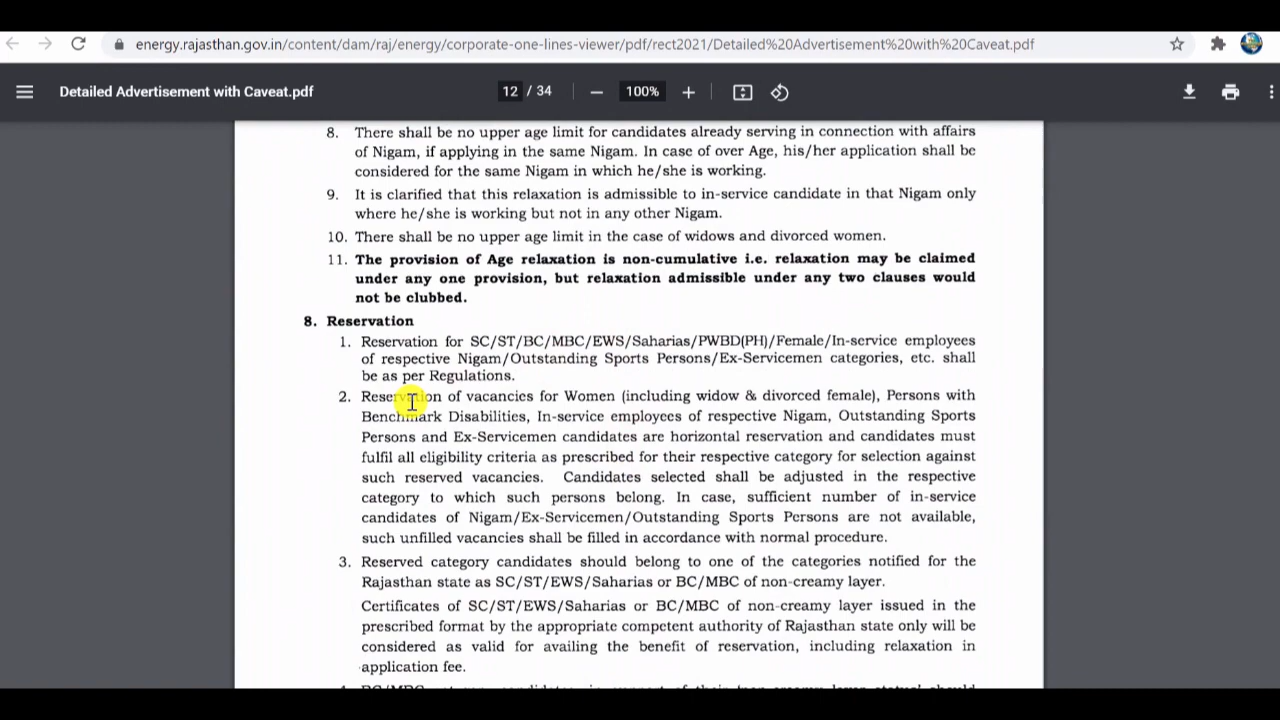 energy.rajasthan.gov.in/content/dam/raj/energy/corporate-one-lines-viewer/pdf/rect2021/Detailed%20Advertisement%20with%20Caveat.pdf
Detailed Advertisement with Caveat.pdf 12 / 34 100%
8. There shall be no upper age limit for candidates already serving in connection with affairs
of Nigam, if applying in the same Nigam. In case of over Age, his/her application shall be
considered for the same Nigam in which he/she is working.
9. It is clarified that this relaxation is admissible to in-service candidate in that Nigam only
where he/she is working but not in any other Nigam.
10. There shall be no upper age limit in the case of widows and divorced women.
11. The provision of Age relaxation is non-cumulative i.e. relaxation may be claimed
under any one provision, but relaxation admissible under any two clauses would
not be clubbed.
8. Reservation
1. Reservation for SC/ST/BC/MBC/EWS/Saharias/PWBD(PH)/Female/In-service employees
of respective Nigam/Outstanding Sports Persons/Ex-Servicemen categories, etc. shall
be as per Regulations.
2. Reservation of vacancies for Women (including widow & divorced female), Persons with
Benchmark Disabilities, In-service employees of respective Nigam, Outstanding Sports
Persons and Ex-Servicemen candidates are horizontal reservation and candidates must
fulfil all eligibility criteria as prescribed for their respective category for selection against
such reserved vacancies. Candidates selected shall be adjusted in the respective
category to which such persons belong. In case, sufficient number of in-service
candidates of Nigam/Ex-Servicemen/Outstanding Sports Persons are not available,
such unfilled vacancies shall be filled in accordance with normal procedure.
3. Reserved category candidates should belong to one of the categories notified for the
Rajasthan state as SC/ST/EWS/Saharias or BC/MBC of non-creamy layer.
Certificates of SC/ST/EWS/Saharias or BC/MBC of non-creamy layer issued in the
prescribed format by the appropriate competent authority of Rajasthan state only will be
considered as valid for availing the benefit of reservation, including relaxation in
application fee.